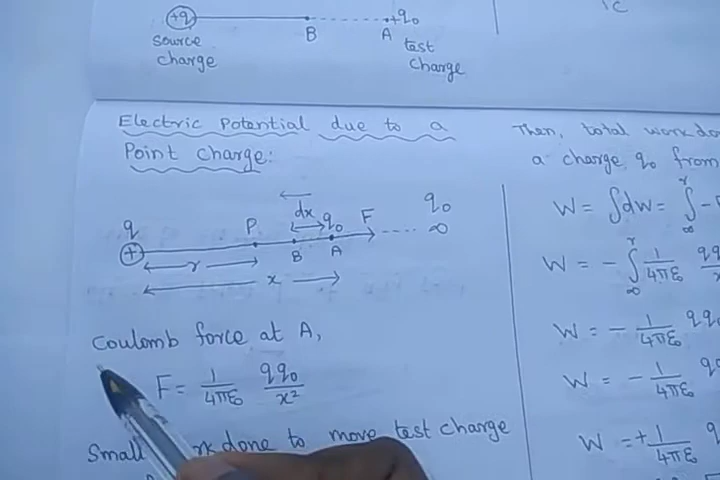 +q B A +q₀
source charge
test charge
1C
Electric Potential due to a
Point charge:
dx
q P q₀ F q₀
+ B A ∞
r
x
Coulomb force at A,
F = 1/4πε₀ qq₀/x²
Small done to move test charge
Then, total work
a charge q₀ from
W = ∫dW = ∫
W = - ∫ 1/4πε₀
W = - 1/4πε₀
W = - 1/4πε₀
W = + 1/4πε₀